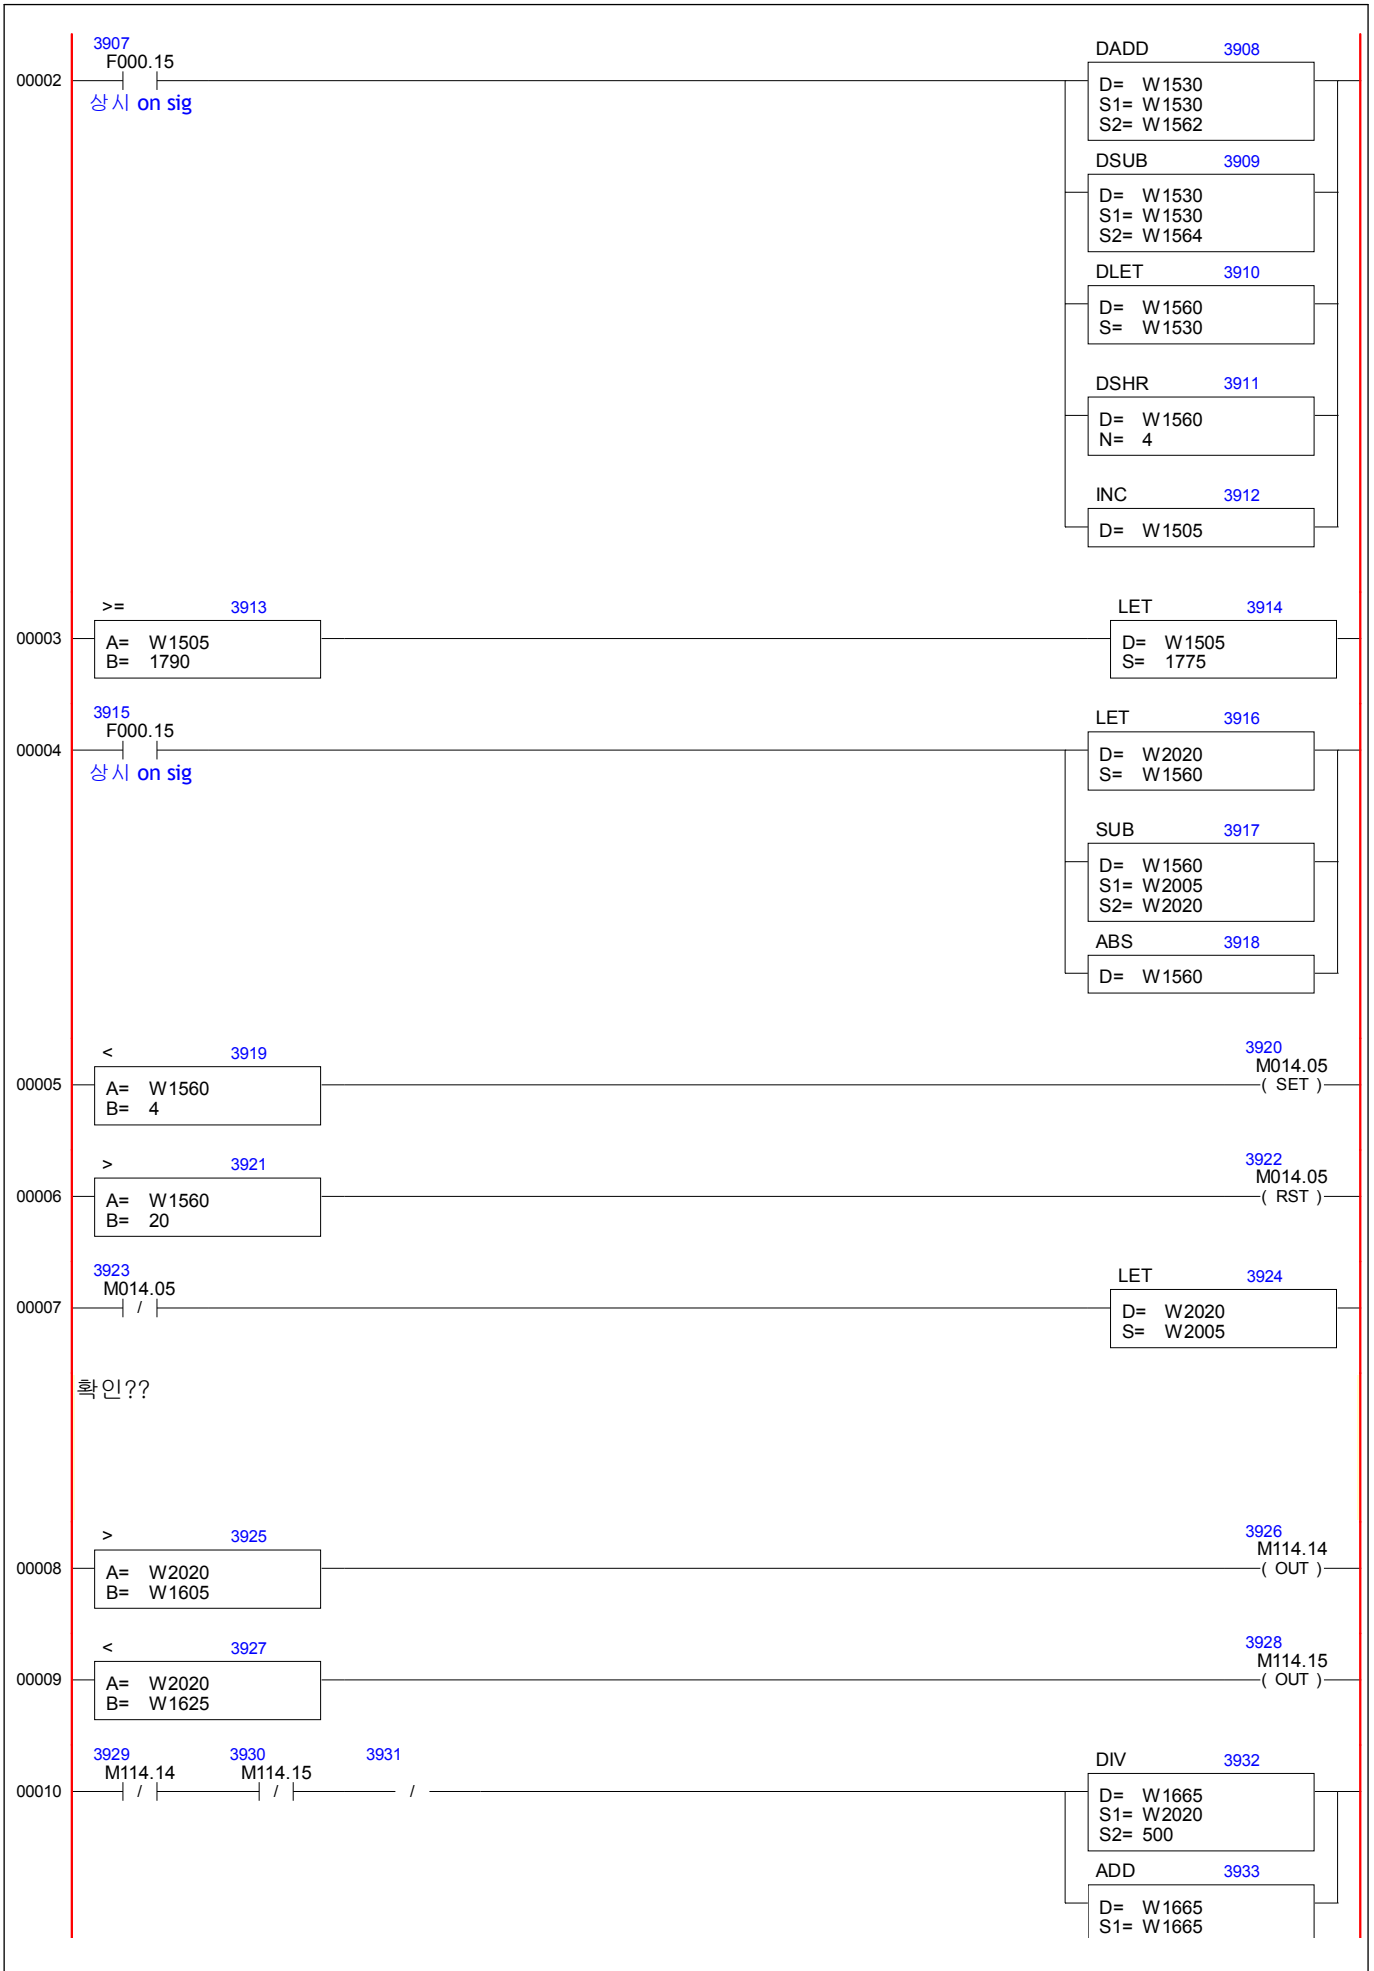 3907
F000.15
00002
상시 on sig
DADD 3908
D= W1530
S1= W1530
S2= W1562
DSUB 3909
D= W1530
S1= W1530
S2= W1564
DLET 3910
D= W1560
S= W1530
DSHR 3911
D= W1560
N= 4
INC 3912
D= W1505
>= 3913
00003
A= W1505
B= 1790
LET 3914
D= W1505
S= 1775
3915
F000.15
00004
상시 on sig
LET 3916
D= W2020
S= W1560
SUB 3917
D= W1560
S1= W2005
S2= W2020
ABS 3918
D= W1560
< 3919
00005
A= W1560
B= 4
3920
M014.05
( SET )
> 3921
00006
A= W1560
B= 20
3922
M014.05
( RST )
3923
M014.05
00007 /
LET 3924
D= W2020
S= W2005
확인??
> 3925
00008
A= W2020
B= W1605
3926
M114.14
( OUT )
< 3927
00009
A= W2020
B= W1625
3928
M114.15
( OUT )
3929 3930 3931
M114.14 M114.15
00010 / / /
DIV 3932
D= W1665
S1= W2020
S2= 500
ADD 3933
D= W1665
S1= W1665